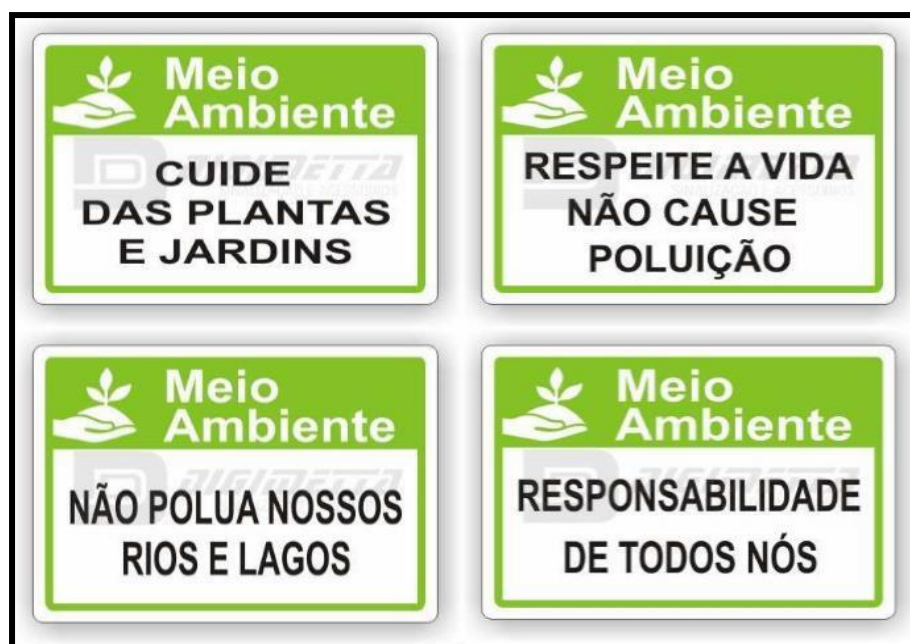 Meio
Ambiente
CUIDE
DAS PLANTAS
E JARDINS
Meio
Ambiente
RESPEITE A VIDA
NÃO CAUSE
POLUIÇÃO
Meio
Ambiente
NÃO POLUA NOSSOS
RIOS E LAGOS
Meio
Ambiente
RESPONSABILIDADE
DE TODOS NÓS